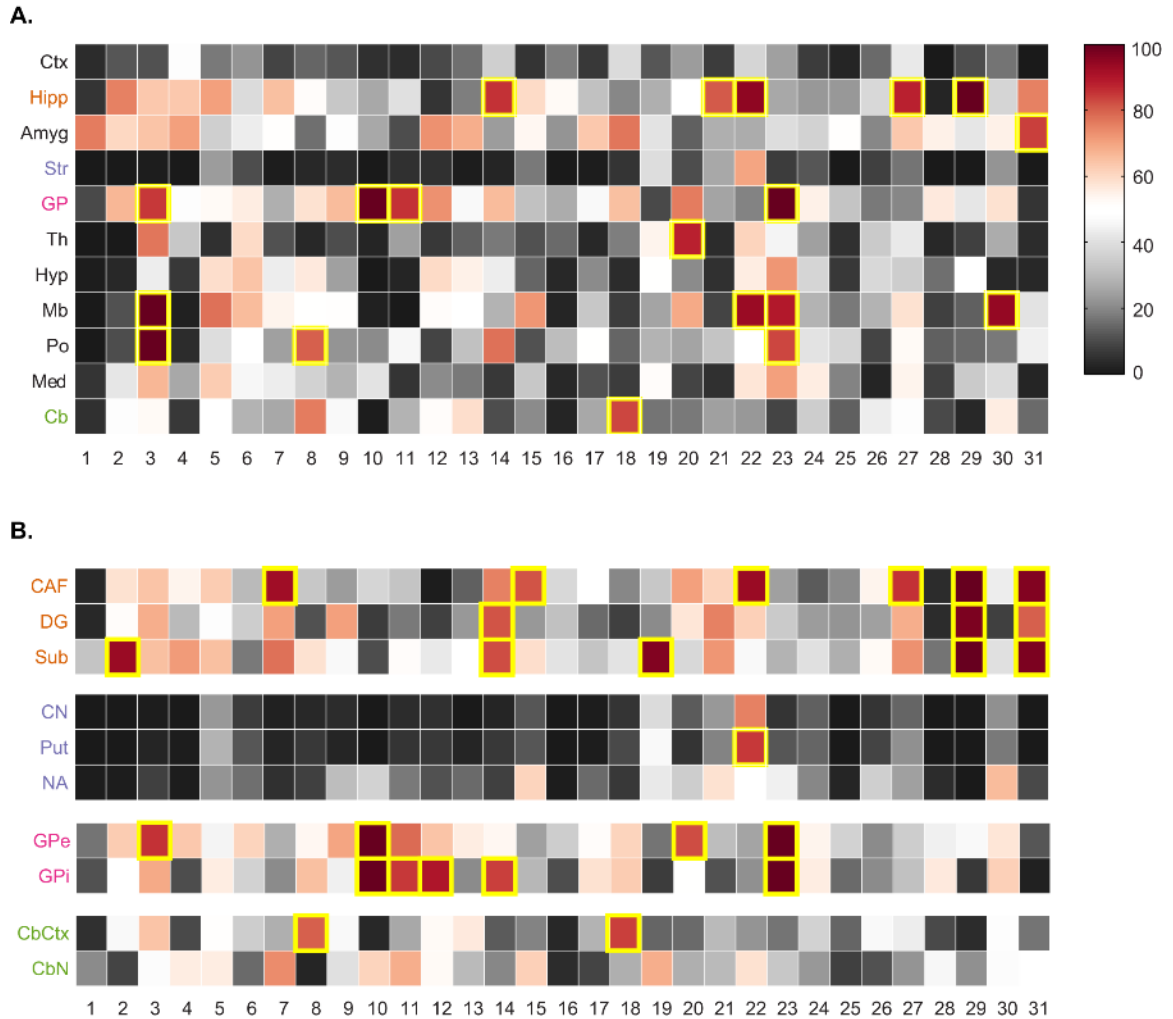 A.
100
80
60
40
20
0
Ctx
Hipp
Amyg
Str
GP
Th
Hyp
Mb
Po
Med
Cb
1 2 3 4 5 6 7 8 9 10 11 12 13 14 15 16 17 18 19 20 21 22 23 24 25 26 27 28 29 30 31
B.
CAF
DG
Sub
CN
Put
NA
GPe
GPi
CbCtx
CbN
1 2 3 4 5 6 7 8 9 10 11 12 13 14 15 16 17 18 19 20 21 22 23 24 25 26 27 28 29 30 31